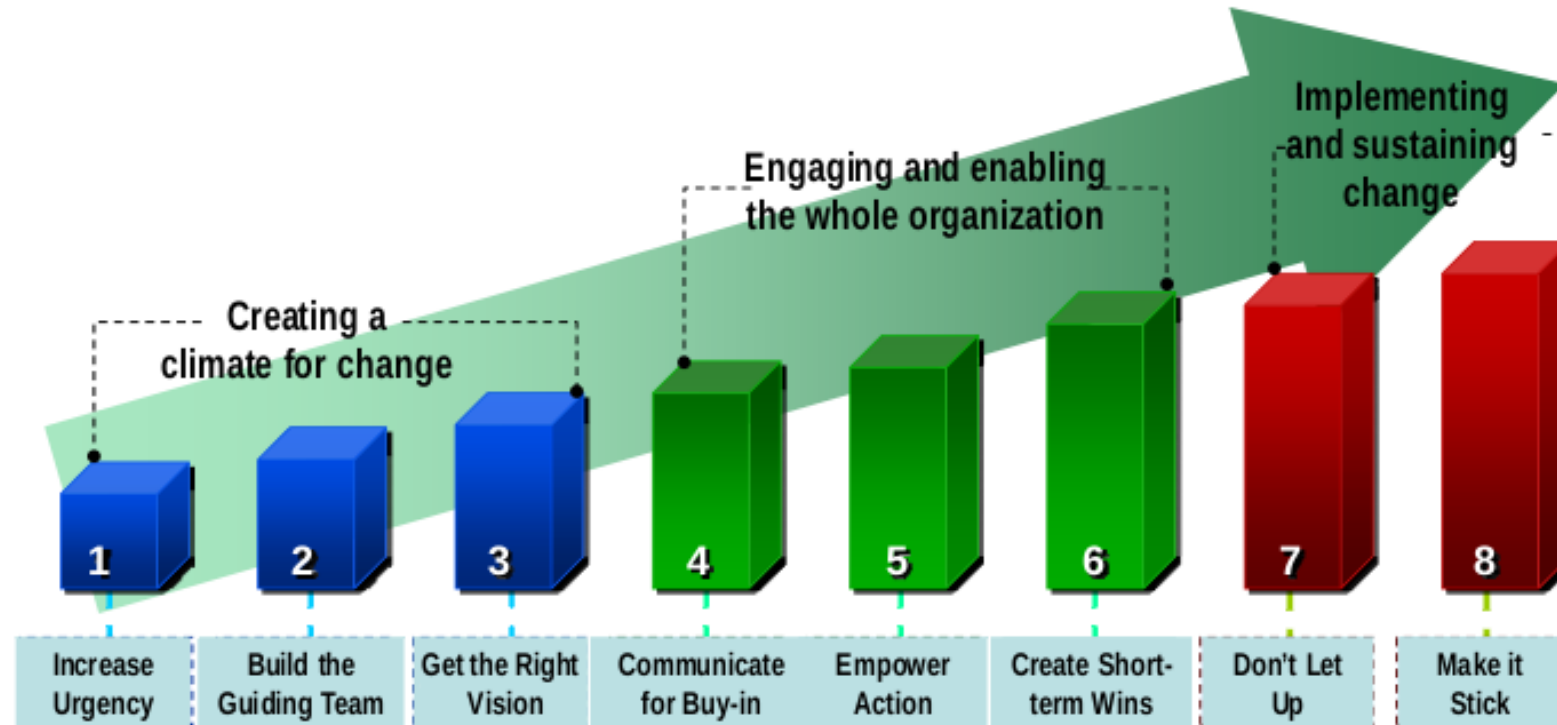 Implementing
and sustaining
change
Engaging and enabling
the whole organization
Creating a
climate for change
1
2
3
4
5
6
7
8
Increase
Urgency
Build the
Guiding Team
Get the Right
Vision
Communicate
for Buy-in
Empower
Action
Create Short-
term Wins
Don't Let
Up
Make it
Stick